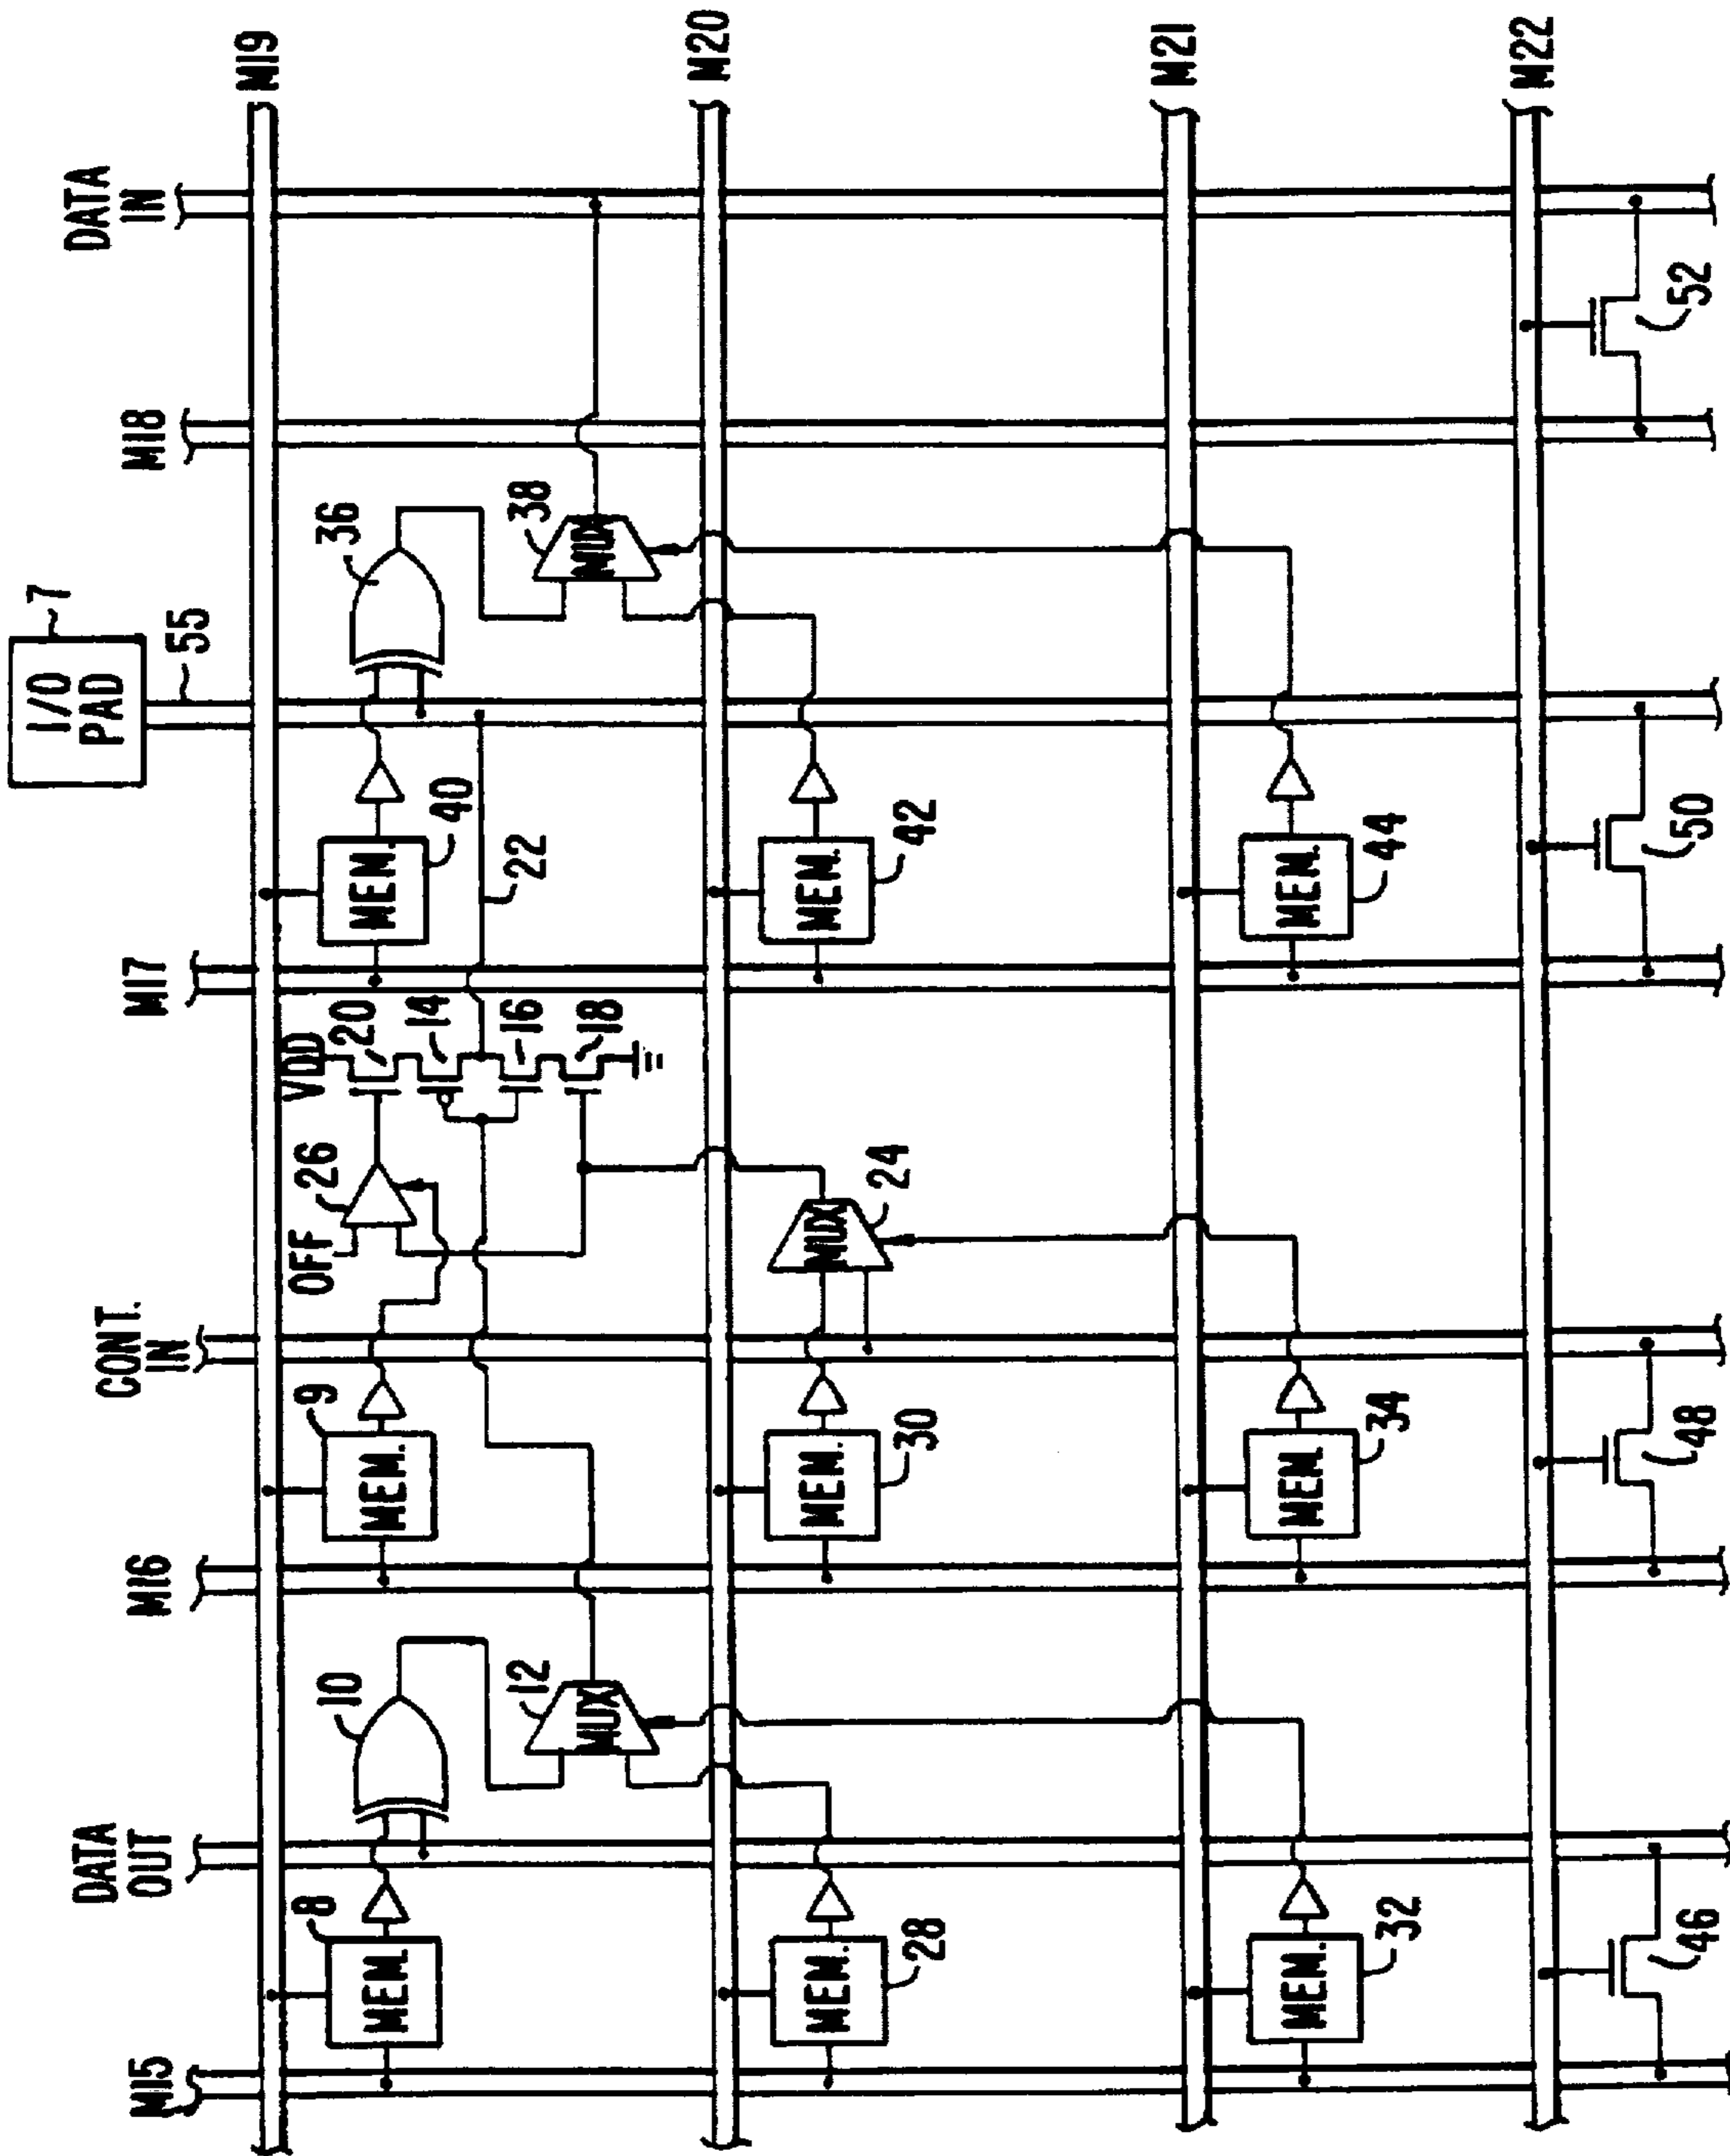 I/O
PAD
7
55
M15
DATA
OUT
M16
CONT.
IN
M17
M18
DATA
IN
M19
8
MEM.
10
9
MEM.
OFF
26
VDD
20
14
16
18
MEM.
40
22
36
12
MUX
38
MUX
M20
MEM.
28
MEM.
30
MUX
24
MEM.
42
M21
MEM.
32
MEM.
34
MEM.
44
M22
46
48
50
52